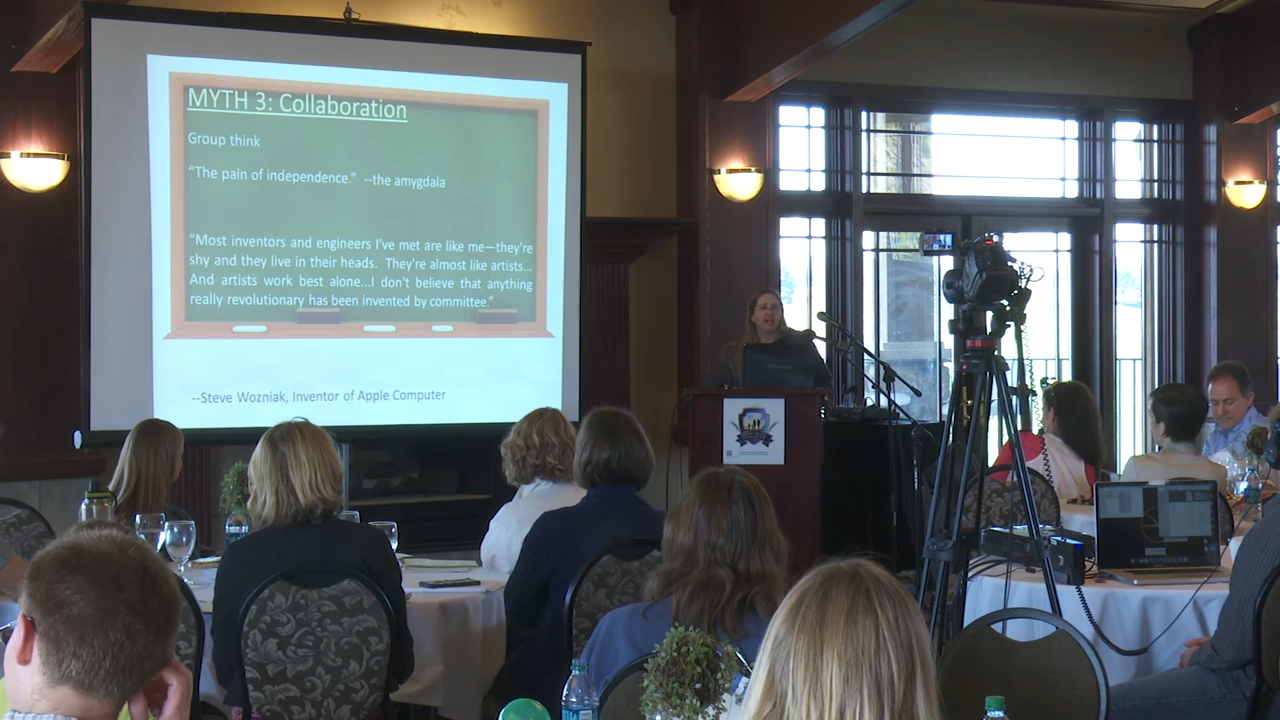 MYTH 3: Collaboration
Group think
“The pain of independence.” --the amygdala
“Most inventors and engineers I've met are like me—they're
shy and they live in their heads. They're almost like artists...
And artists work best alone...I don't believe that anything
really revolutionary has been invented by committee.”
--Steve Wozniak, Inventor of Apple Computer